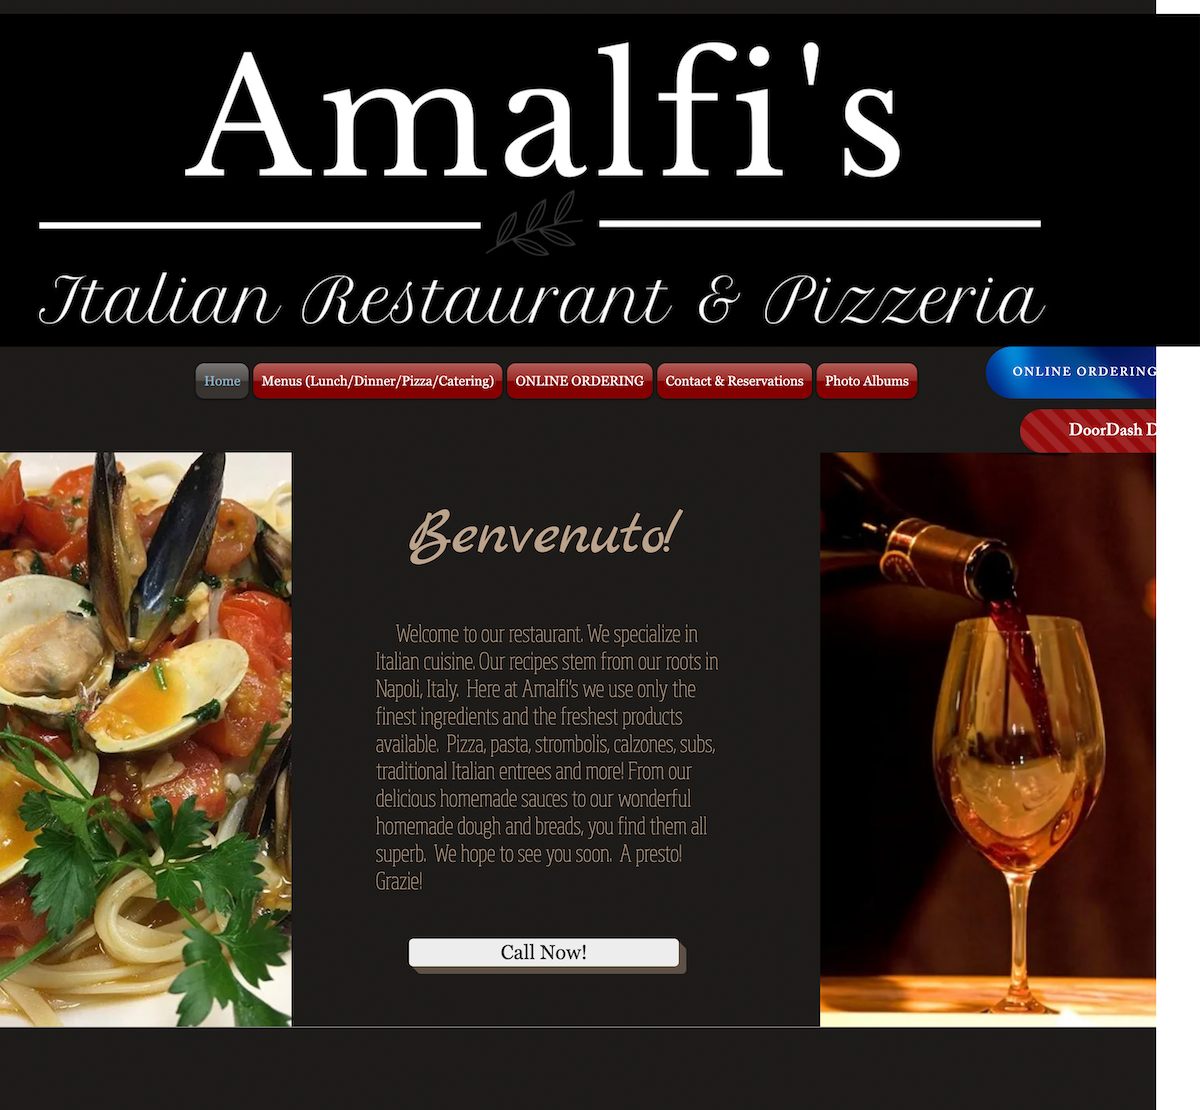 Amalfi's
Italian Restaurant & Pizzeria
Home
Menus (Lunch/Dinner/Pizza/Catering)
ONLINE ORDERING
Contact & Reservations
Photo Albums
ONLINE ORDERING
DoorDash D
Benvenuto!
Welcome to our restaurant. We specialize in
Italian cuisine. Our recipes stem from our roots in
Napoli, Italy.  Here at Amalfi's we use only the
finest ingredients and the freshest products
available.  Pizza, pasta, strombolis, calzones, subs,
traditional Italian entrees and more! From our
delicious homemade sauces to our wonderful
homemade dough and breads, you find them all
superb.  We hope to see you soon.  A presto!
Grazie!
Call Now!